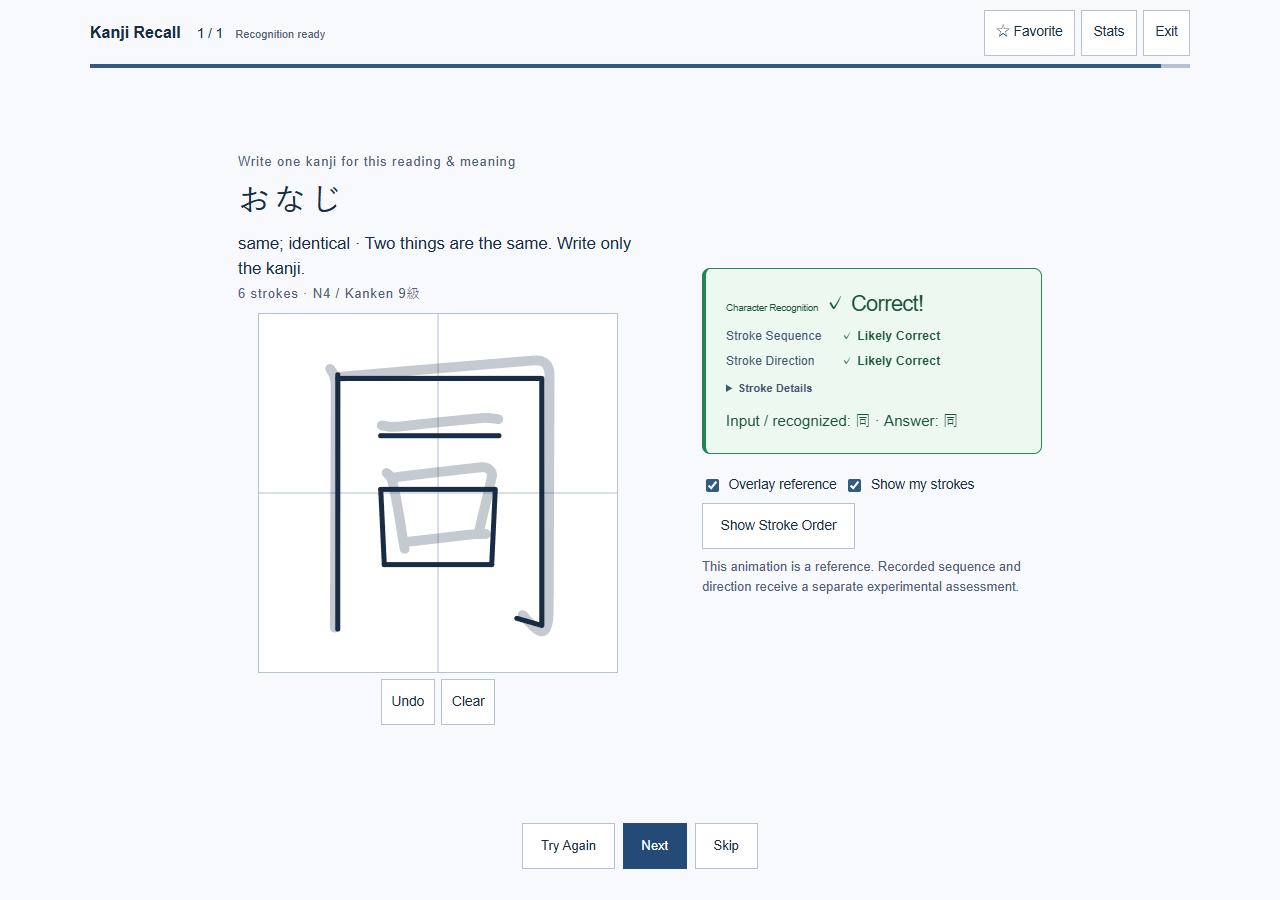 Kanji Recall 1 / 1 Recognition ready ☆ Favorite Stats Exit
Write one kanji for this reading & meaning
おなじ
same; identical · Two things are the same. Write only
the kanji.
6 strokes · N4 / Kanken 9級
同
Undo Clear
Character Recognition ✓ Correct!
Stroke Sequence ✓ Likely Correct
Stroke Direction ✓ Likely Correct
▶ Stroke Details
Input / recognized: 同 · Answer: 同
Overlay reference Show my strokes
Show Stroke Order
This animation is a reference. Recorded sequence and
direction receive a separate experimental assessment.
Try Again Next Skip